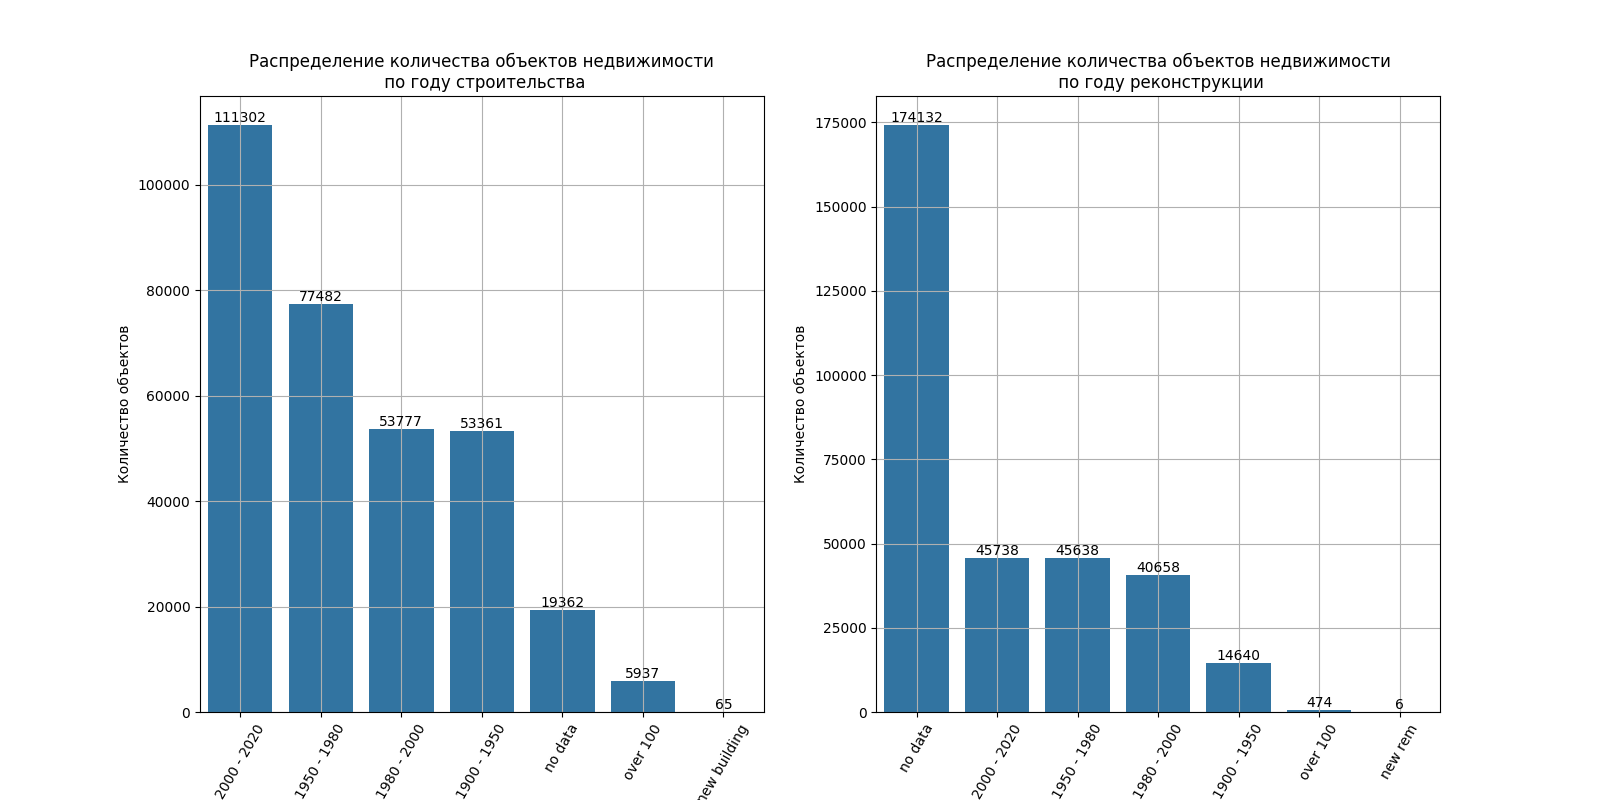 Распределение количества объектов недвижимости
по году строительства
Количество объектов
100000
80000
60000
40000
20000
0
111302
77482
53777
53361
19362
5937
65
2000 - 2020
1950 - 1980
1980 - 2000
1900 - 1950
no data
over 100
new building
Распределение количества объектов недвижимости
по году реконструкции
Количество объектов
175000
150000
125000
100000
75000
50000
25000
0
174132
45738
45638
40658
14640
474
6
no data
2000 - 2020
1950 - 1980
1980 - 2000
1900 - 1950
over 100
new rem